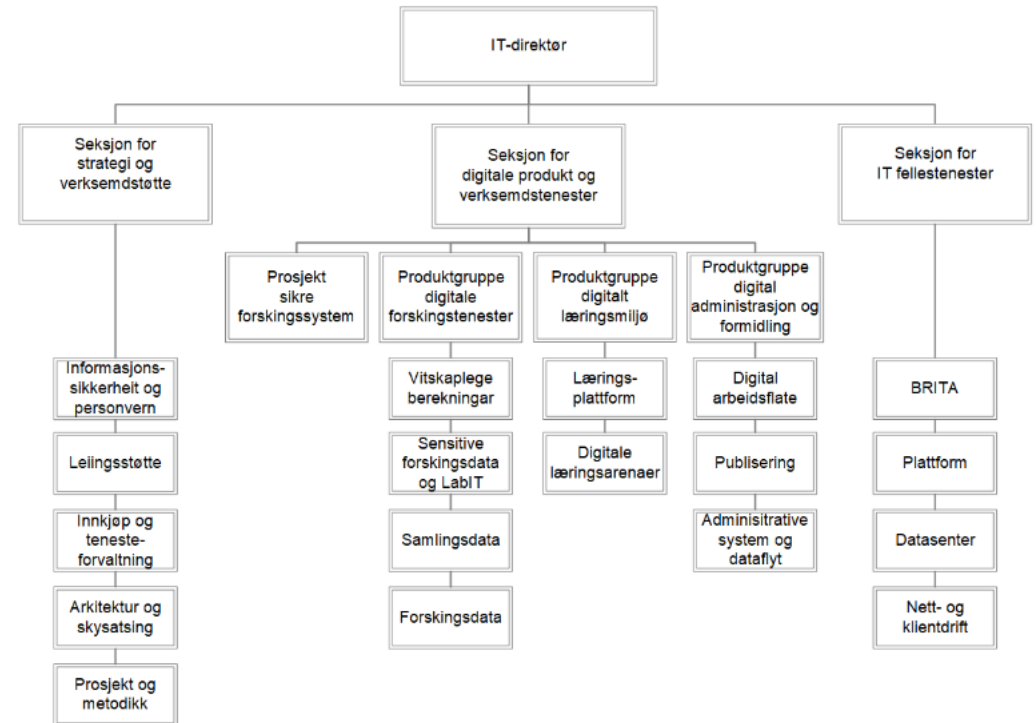 IT-direktør
Seksjon for
strategi og
verksemdstøtte
Seksjon for
digitale produkt og
verksemdstenester
Seksjon for
IT fellestenester
Prosjekt
sikre
forskingssystem
Produktgruppe
digitale
forskingstenester
Produktgruppe
digitalt
læringsmiljø
Produktgruppe
digital
administrasjon og
formidling
Informasjons-
sikkerheit og
personvern
Leiingsstøtte
Innkjøp og
teneste-
forvaltning
Arkitektur og
skysatsing
Prosjekt og
metodikk
Vitskaplege
berekningar
Sensitive
forskingsdata
og LabIT
Samlingsdata
Forskingsdata
Lærings-
plattform
Digitale
læringsarenaer
Digital
arbeidsflate
Publisering
Adminisitrative
system og
dataflyt
BRITA
Plattform
Datasenter
Nett- og
klientdrift